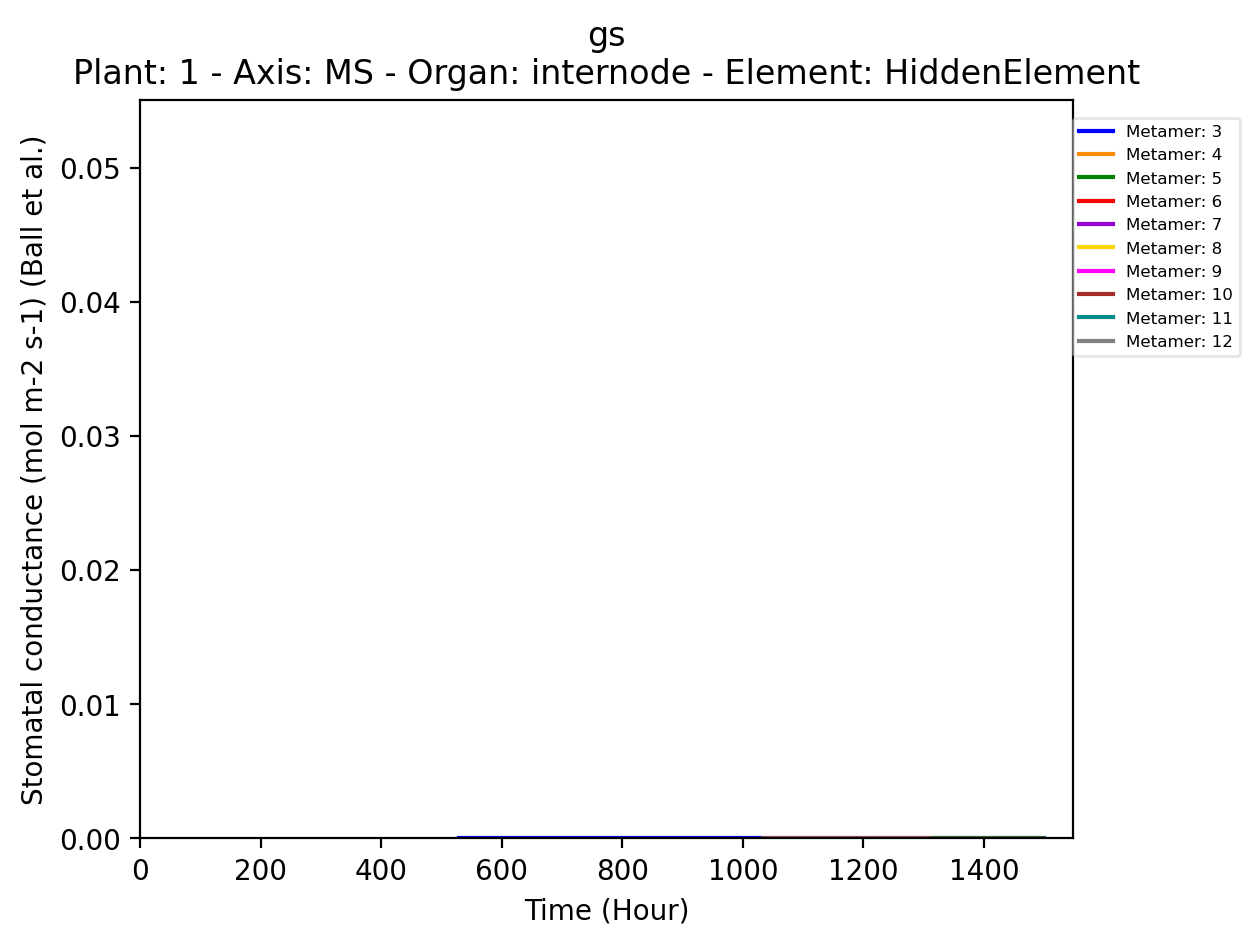 gs
Plant: 1 - Axis: MS - Organ: internode - Element: HiddenElement
Stomatal conductance (mol m-2 s-1) (Ball et al.)
0.05
0.04
0.03
0.02
0.01
0.00
0 200 400 600 800 1000 1200 1400
Time (Hour)
Metamer: 3
Metamer: 4
Metamer: 5
Metamer: 6
Metamer: 7
Metamer: 8
Metamer: 9
Metamer: 10
Metamer: 11
Metamer: 12